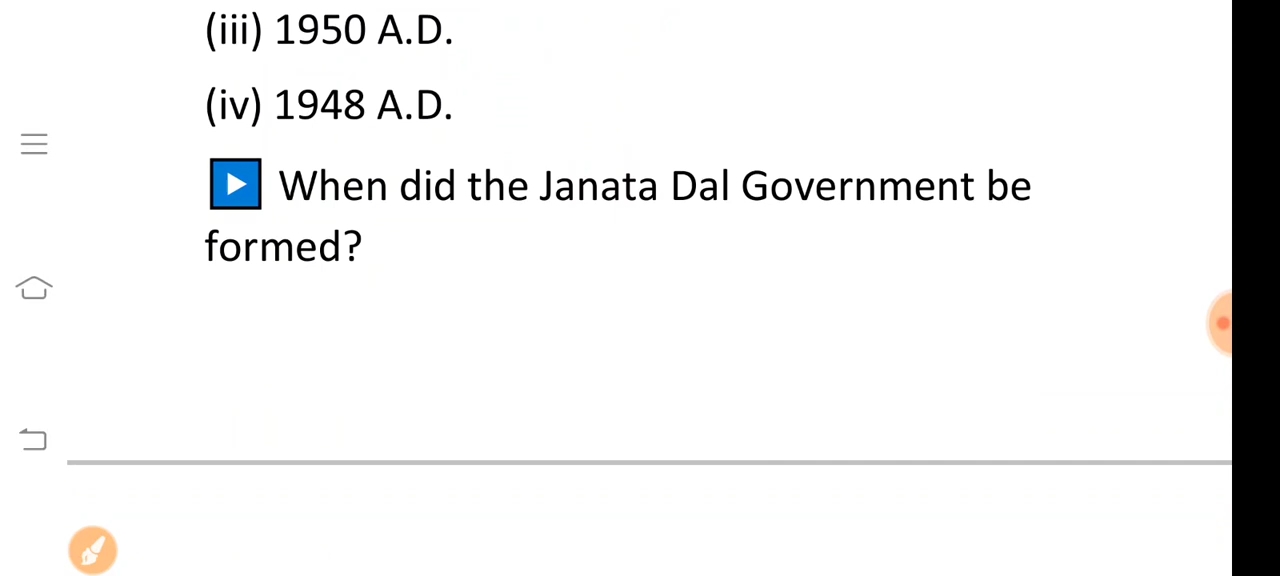 (iii) 1950 A.D.
(iv) 1948 A.D.
When did the Janata Dal Government be
formed?